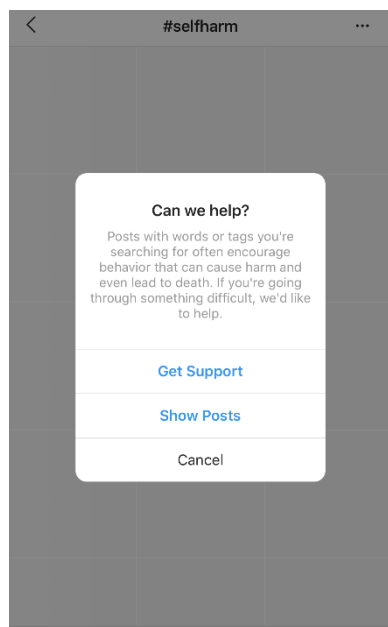 #selfharm
Can we help?
Posts with words or tags you're
searching for often encourage
behavior that can cause harm and
even lead to death. If you're going
through something difficult, we'd like
to help.
Get Support
Show Posts
Cancel